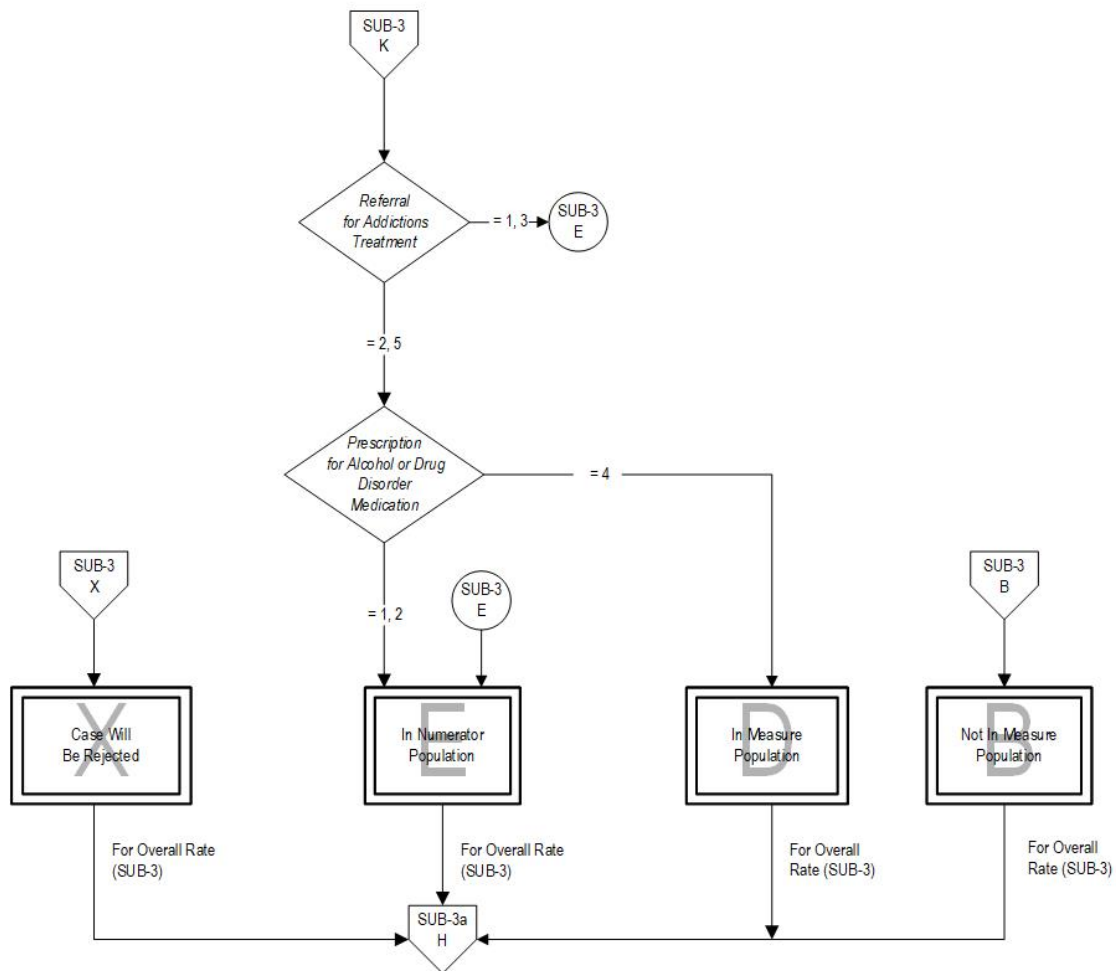 SUB-3
K
Referral
for Addictions
Treatment
= 1, 3
SUB-3
E
= 2, 5
Prescription
for Alcohol or Drug
Disorder
Medication
= 4
SUB-3
X
= 1, 2
SUB-3
E
SUB-3
B
X
Case Will
Be Rejected
E
In Numerator
Population
D
In Measure
Population
B
Not In Measure
Population
For Overall Rate
(SUB-3)
For Overall Rate
(SUB-3)
For Overall
Rate (SUB-3)
For Overall
Rate (SUB-3)
SUB-3a
H